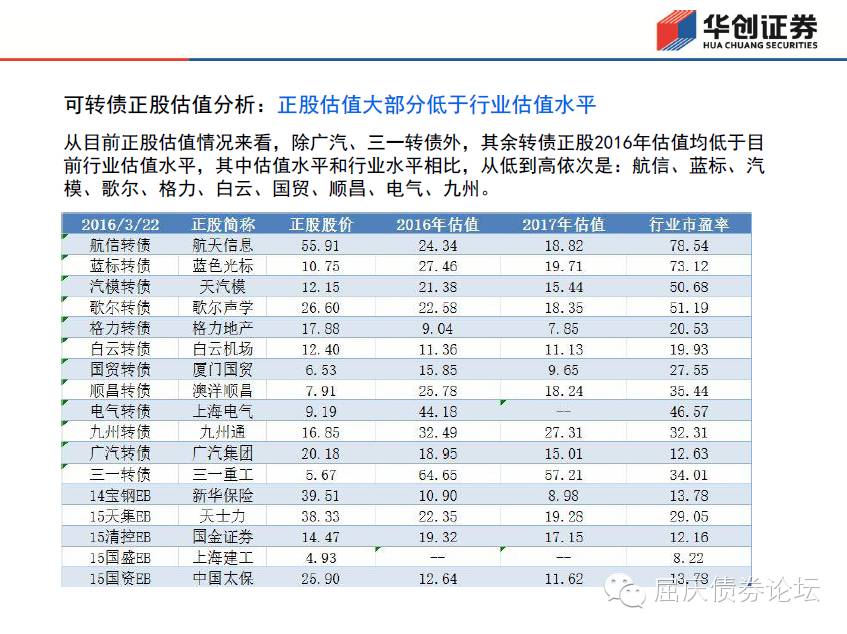 华创证券
HUA CHUANG SECURITIES
可转债正股估值分析：正股估值大部分低于行业估值水平
从目前正股估值情况来看，除广汽、三一转债外，其余转债正股2016年估值均低于目
前行业估值水平，其中估值水平和行业水平相比，从低到高依次是：航信、蓝标、汽
模、歌尔、格力、白云、国贸、顺昌、电气、九州。
2016/3/22 正股简称 正股股价 2016年估值 2017年估值 行业市盈率
航信转债 航天信息 55.91 24.34 18.82 78.54
蓝标转债 蓝色光标 10.75 27.46 19.71 73.12
汽模转债 天汽模 12.15 21.38 15.44 50.68
歌尔转债 歌尔声学 26.60 22.58 18.35 51.19
格力转债 格力地产 17.88 9.04 7.85 20.53
白云转债 白云机场 12.40 11.36 11.13 19.93
国贸转债 厦门国贸 6.53 15.85 9.65 27.55
顺昌转债 澳洋顺昌 7.91 25.78 18.24 35.44
电气转债 上海电气 9.19 44.18 -- 46.57
九州转债 九州通 16.85 32.49 27.31 32.31
广汽转债 广汽集团 20.18 18.95 15.01 12.63
三一转债 三一重工 5.67 64.65 57.21 34.01
14宝钢EB 新华保险 39.51 10.90 8.98 13.78
15天集EB 天士力 38.33 22.35 19.28 29.05
15清控EB 国金证券 14.47 19.32 17.15 12.16
15国盛EB 上海建工 4.93 -- -- 8.22
15国资EB 中国太保 25.90 12.64 11.62 13.78
屈庆债券论坛